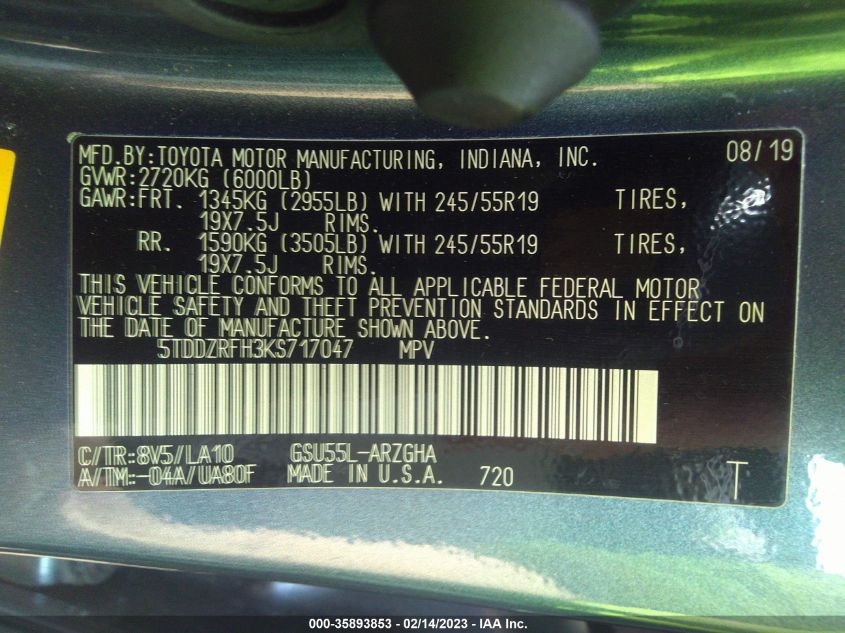 MFD.BY:TOYOTA MOTOR MANUFACTURING, INDIANA, INC. 08/19
GVWR:2720KG (6000LB)
GAWR:FRT. 1345KG (2955LB) WITH 245/55R19 TIRES,
19X7.5J RIMS.
RR. 1590KG (3505LB) WITH 245/55R19 TIRES,
19X7.5J RIMS.
THIS VEHICLE CONFORMS TO ALL APPLICABLE FEDERAL MOTOR
VEHICLE SAFETY AND THEFT PREVENTION STANDARDS IN EFFECT ON
THE DATE OF MANUFACTURE SHOWN ABOVE.
5TDDZRFH3KS717047 MPV
C/TR:8V5/LA10 GSU55L-ARZGHA
A/TM:-04A/UA80F MADE IN U.S.A. 720 T
000-35893853 – 02/14/2023 – IAA Inc.